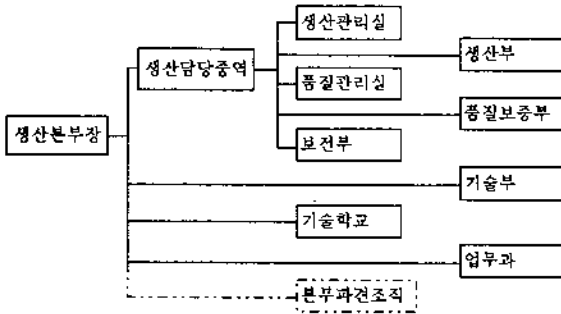 생산관리실
생산부
생산담당중역
품질관리실
품질보증부
생산본부장
보전부
기술부
기술학교
업무과
본부파견조직